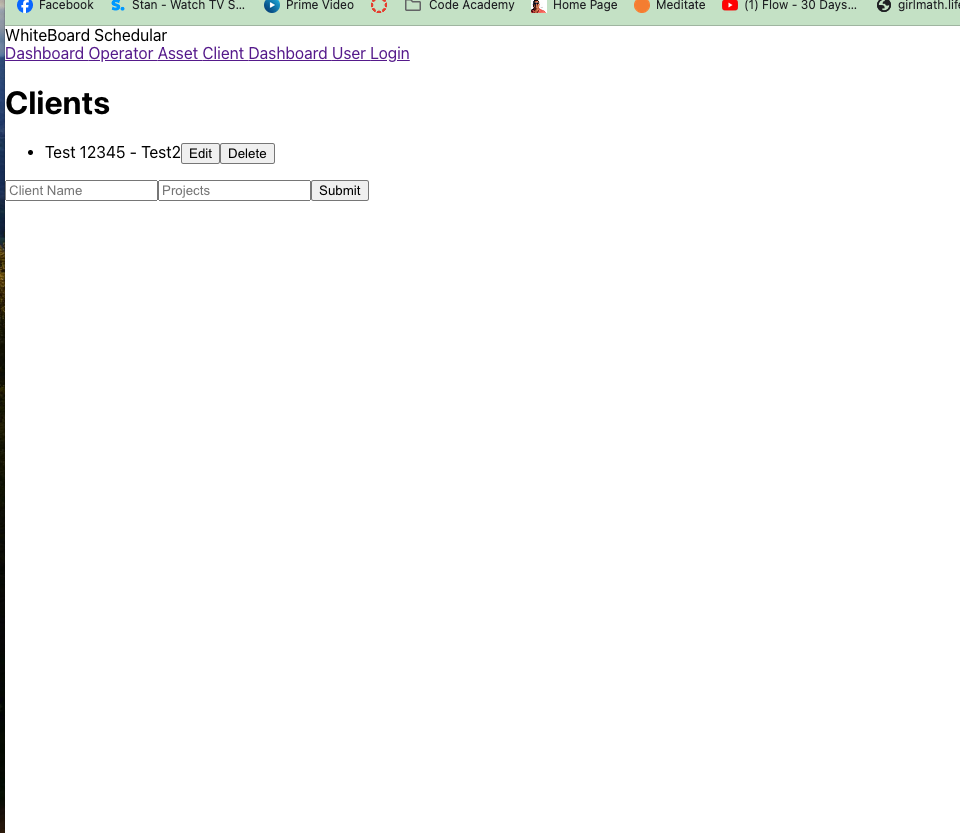 Facebook Stan - Watch TV S... Prime Video Code Academy Home Page Meditate (1) Flow - 30 Days... girlmath.life
WhiteBoard Schedular
Dashboard Operator Asset Client Dashboard User Login
Clients
• Test 12345 - Test2 Edit Delete
Client Name Projects Submit